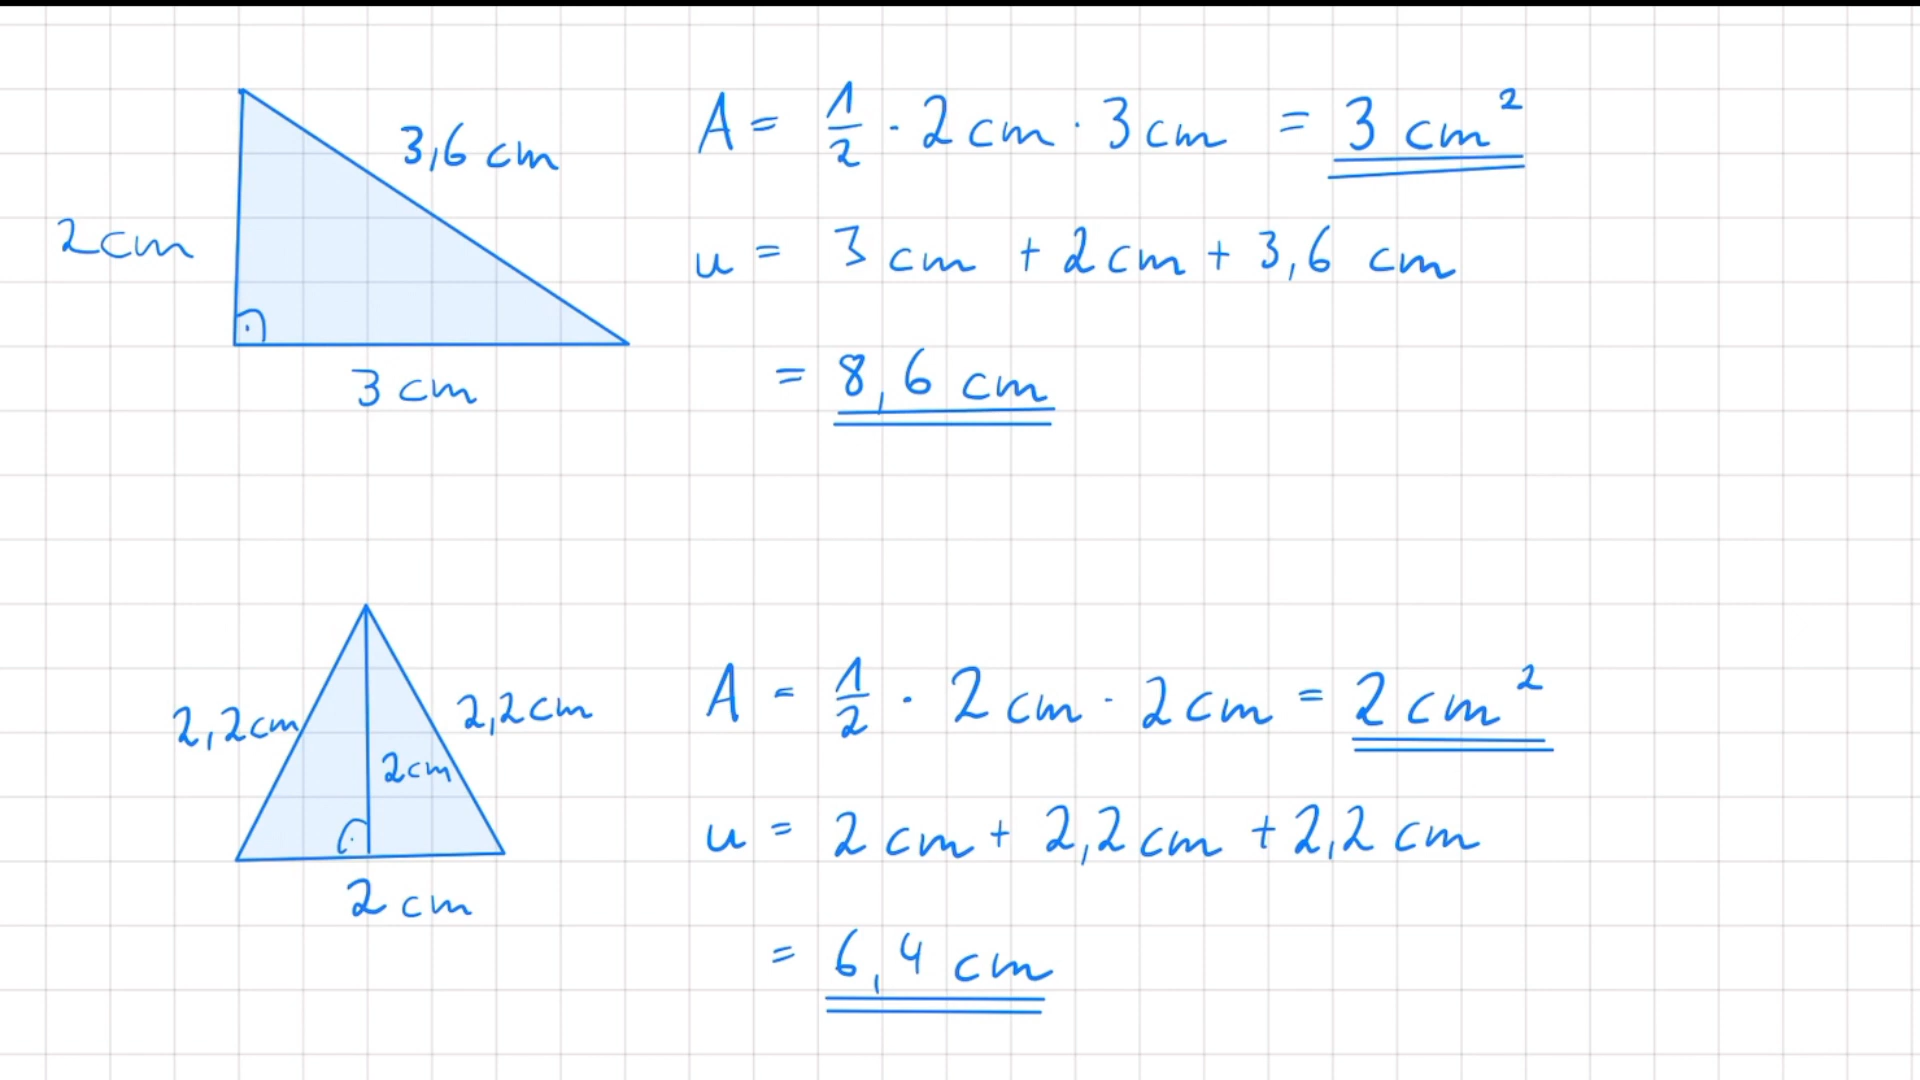 3,6 cm
2cm
3 cm
A = 1/2 · 2 cm · 3 cm = 3 cm²
u = 3 cm + 2 cm + 3,6 cm
= 8,6 cm
2,2cm
2,2cm
2cm
2 cm
A = 1/2 · 2 cm · 2 cm = 2 cm²
u = 2 cm + 2,2 cm + 2,2 cm
= 6,4 cm